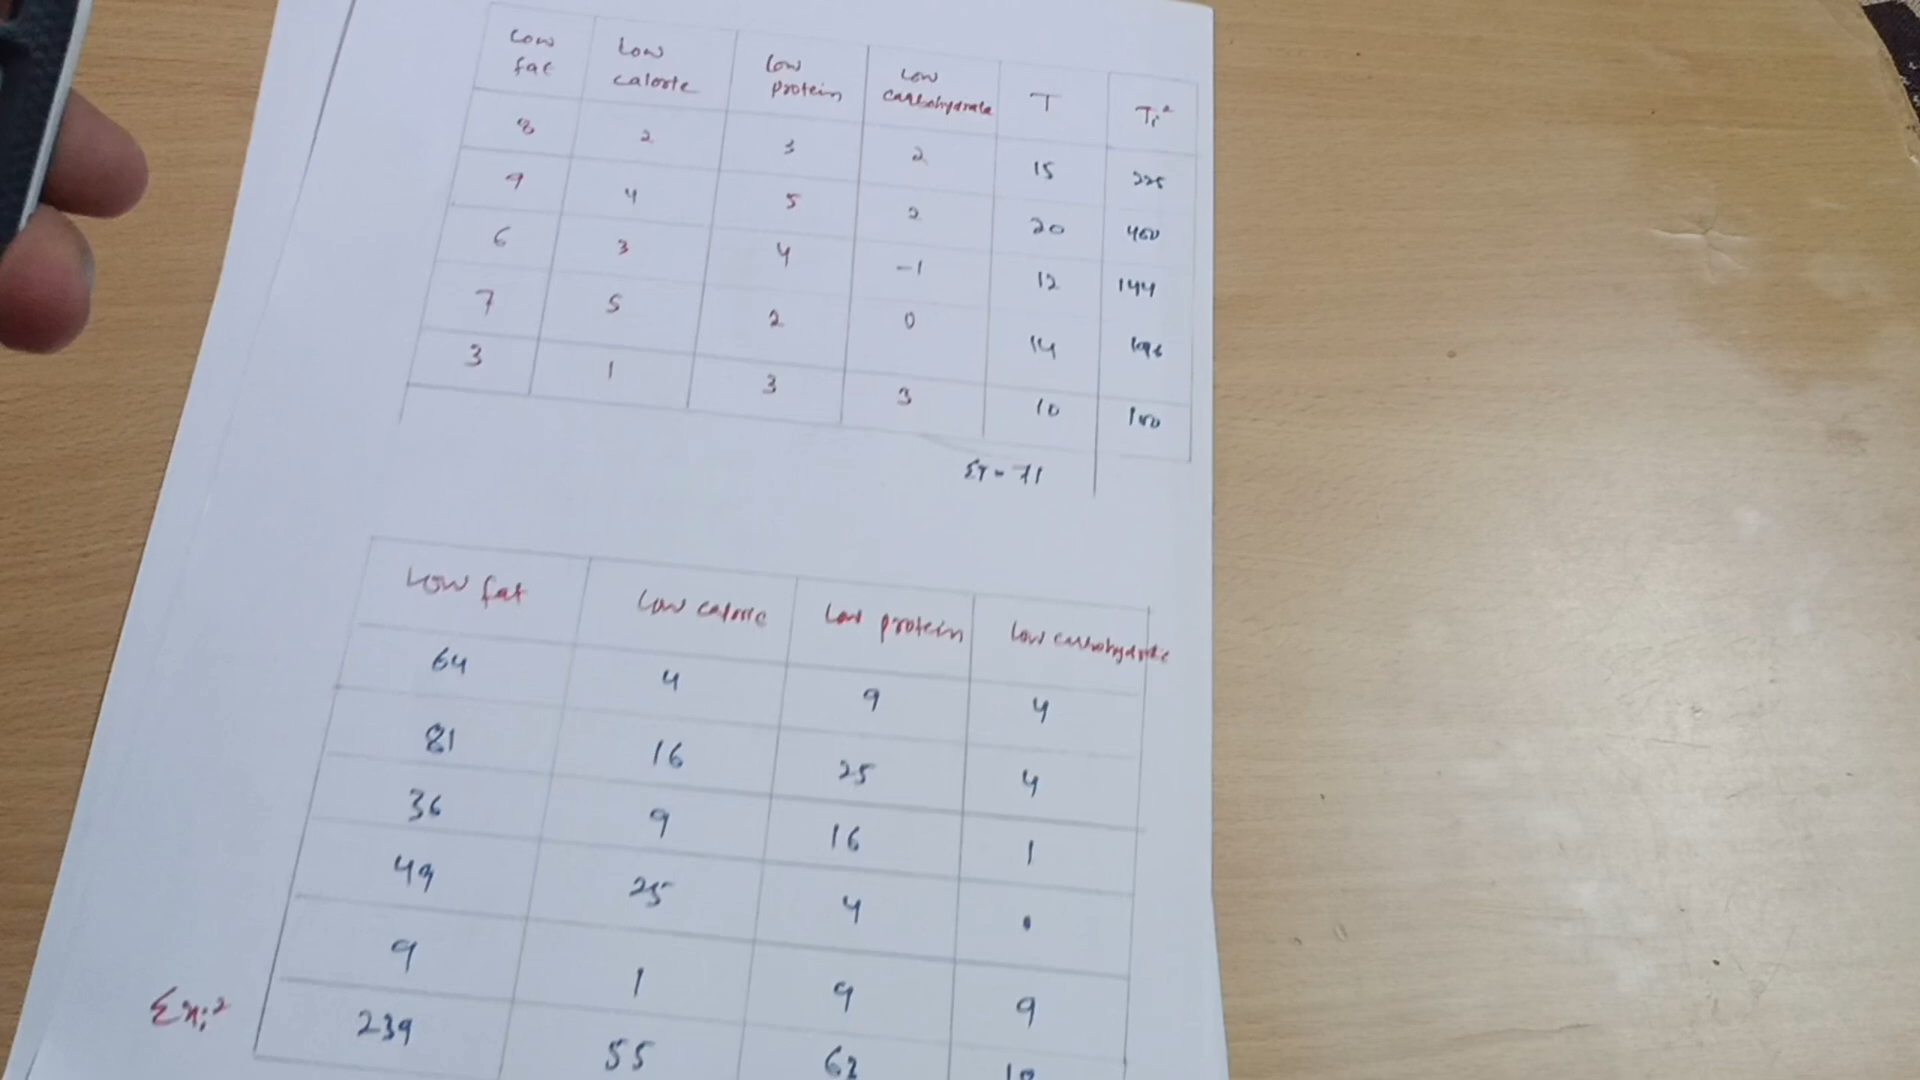 Low fat Low calorie Low protein Low carbohydrate T Ti²
8 2 3 2 15 225
9 4 5 2 20 400
6 3 4 -1 12 144
7 5 2 0 14 196
3 1 3 3 10 100
ΣT = 71
Low fat Low calorie Low protein Low carbohydrate
64 4 9 4
81 16 25 4
36 9 16 1
49 25 4 0
9 1 9 9
Σxi² 239 55 63